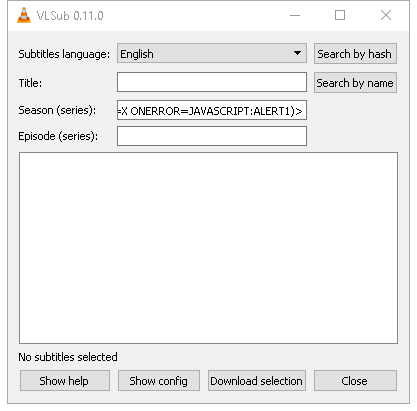 VLSub 0.11.0
Subtitles language: English Search by hash
Title: Search by name
Season (series): =X ONERROR=JAVASCRIPT:ALERT1)>
Episode (series):
No subtitles selected
Show help Show config Download selection Close